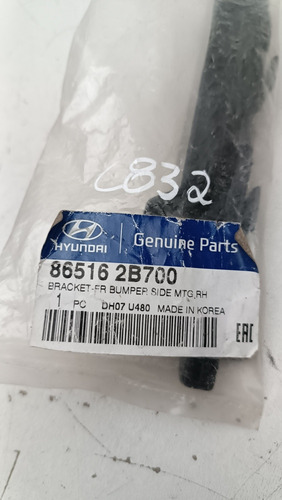 C832
HYUNDAI | Genuine Parts
86516 2B700
BRACKET-FR BUMPER SIDE MTG,RH
1 PC DH07 U480 MADE IN KOREA
EAC